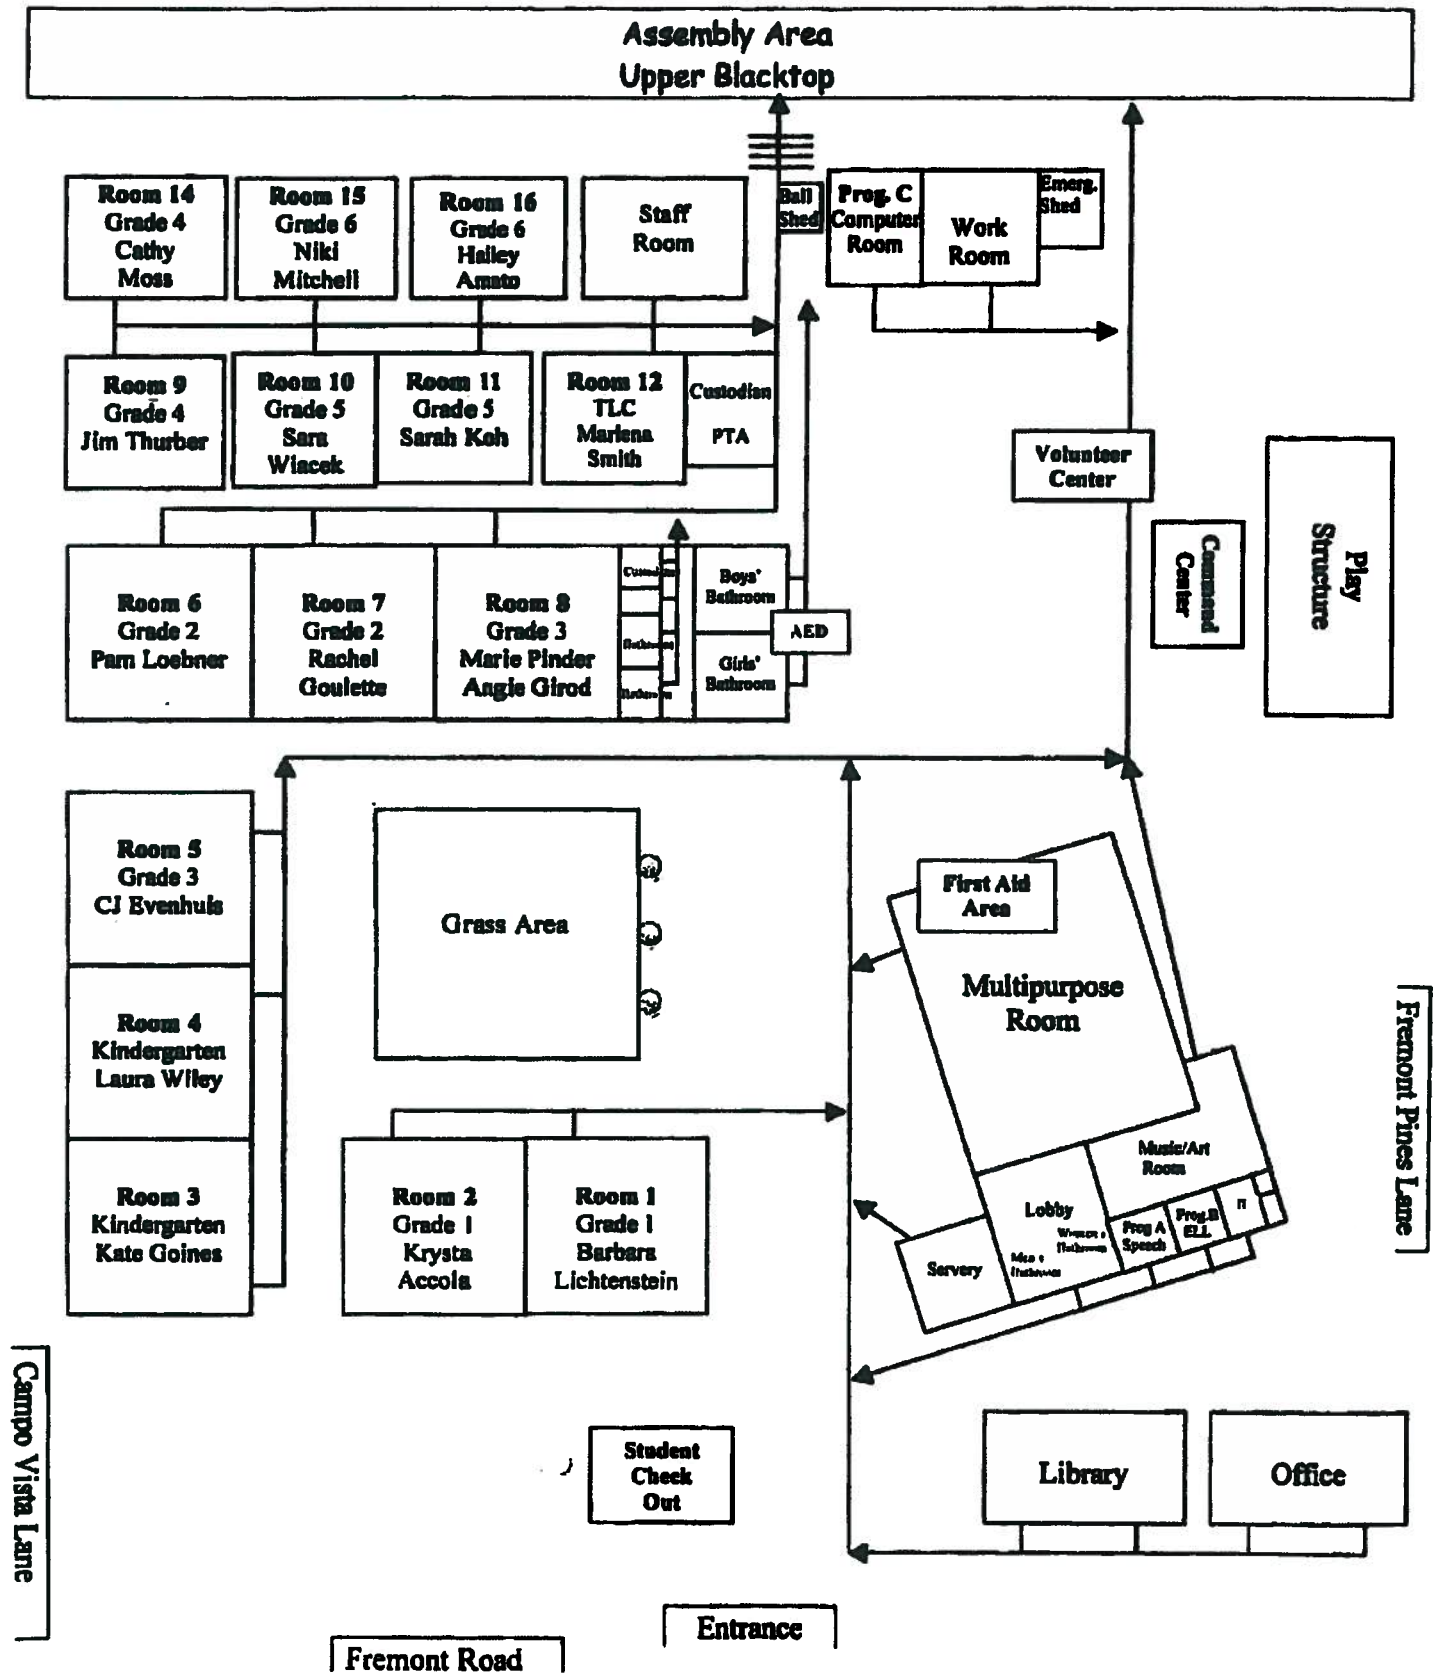 Assembly Area
Upper Blacktop
Room 14
Grade 4
Cathy
Moss
Room 15
Grade 6
Niki
Mitchell
Room 16
Grade 6
Hailey
Amato
Staff
Room
Ball
Shed
Prog. C
Computer
Room
Work
Room
Emerg.
Shed
Room 9
Grade 4
Jim Thurber
Room 10
Grade 5
Sara
Wiacek
Room 11
Grade 5
Sarah Koh
Room 12
TLC
Marlena
Smith
Custodian
PTA
Volunteer
Center
Command
Center
Play
Structure
Room 6
Grade 2
Pam Loebner
Room 7
Grade 2
Rachel
Goulette
Room 8
Grade 3
Marie Pinder
Angie Girod
Boys'
Bathroom
Girls'
Bathroom
AED
Room 5
Grade 3
CJ Evenhuis
Room 4
Kindergarten
Laura Wiley
Room 3
Kindergarten
Kate Goines
Grass Area
First Aid
Area
Multipurpose
Room
Fremont Pines Lane
Room 2
Grade 1
Krysta
Accola
Room 1
Grade 1
Barbara
Lichtenstein
Music/Art
Room
Lobby
Prog A
Speech
Prog.B
ELL
Servery
Campo Vista Lane
Student
Check
Out
Library
Office
Entrance
Fremont Road